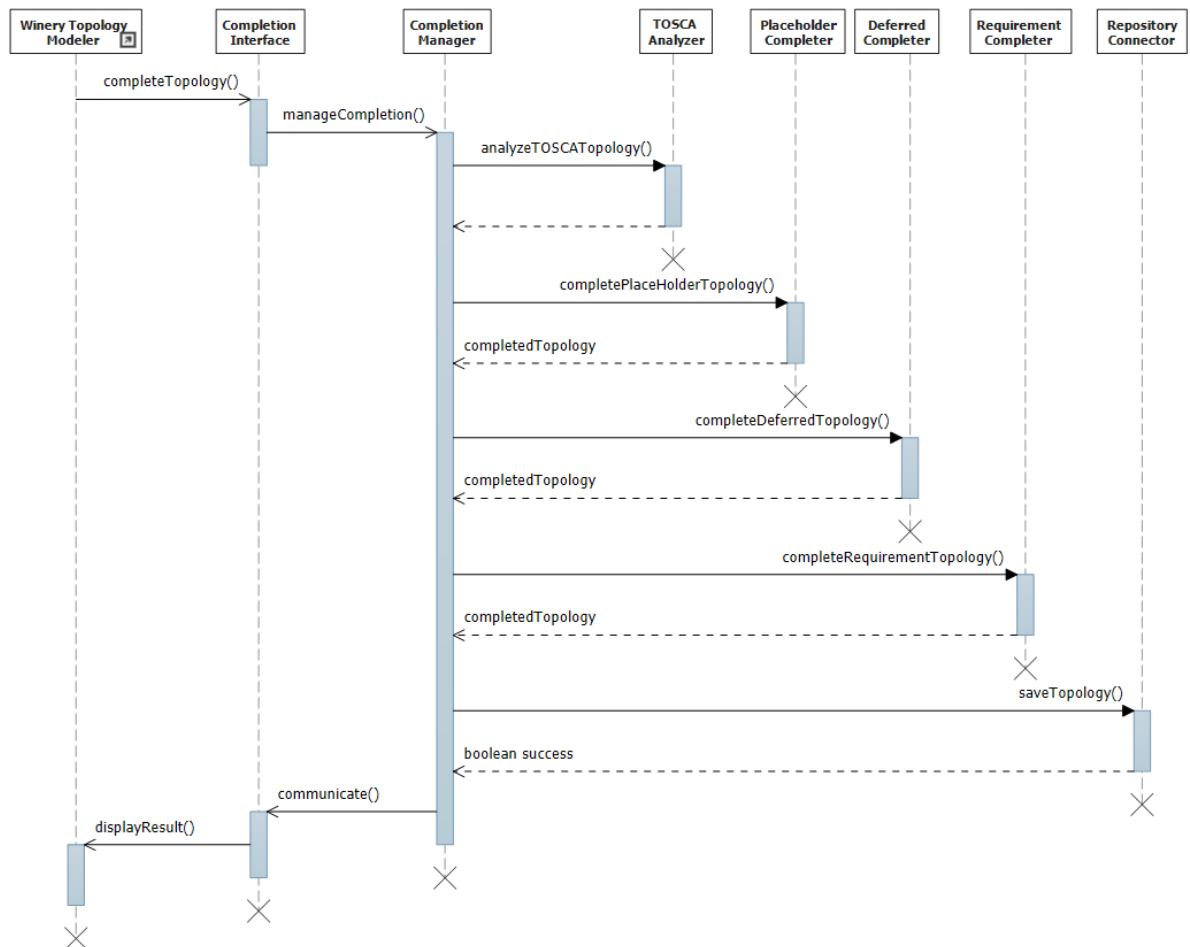 Winery Topology
Modeler
Completion
Interface
Completion
Manager
TOSCA
Analyzer
Placeholder
Completer
Deferred
Completer
Requirement
Completer
Repository
Connector
completeTopology()
manageCompletion()
analyzeTOSCATopology()
completePlaceHolderTopology()
completedTopology
completeDeferredTopology()
completedTopology
completeRequirementTopology()
completedTopology
saveTopology()
boolean success
communicate()
displayResult()